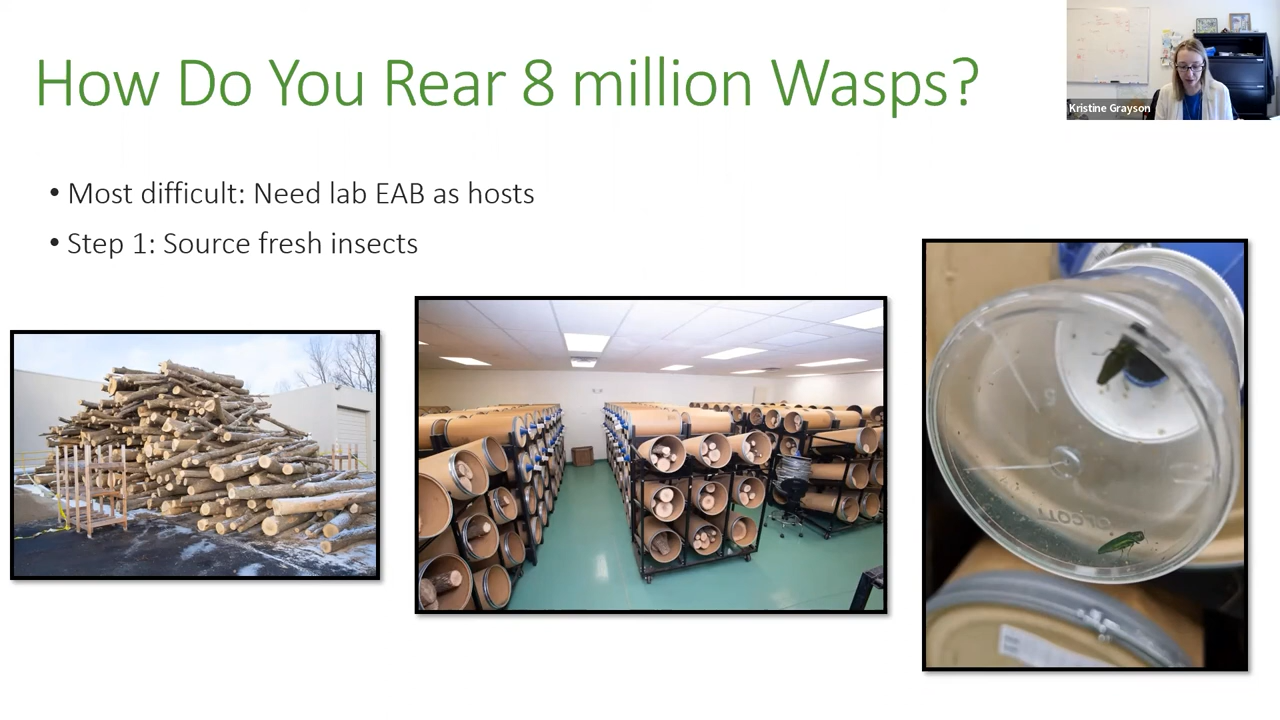 How Do You Rear 8 million Wasps?
Kristine Grayson
• Most difficult: Need lab EAB as hosts
• Step 1: Source fresh insects